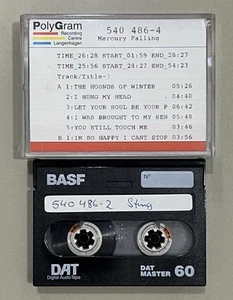 PolyGram
Recording
Centre
Langenhagen
540 486-4
Mercury Falling
TIME_26:28 START_01:59 END_28:27
TIME_25:56 START_28:27 END_54:23
Track/Title->
A 1:THE HOUNDS OF WINTER 05:26
2:I HUNG MY HEAD 04:40
3:LET YOUR SOUL BE YOUR P 06:42
4:I WAS BROUGHT TO MY SEN 05:48
5:YOU STILL TOUCH ME 03:46
B 1:IM SO HAPPY I CANT STOP 03:56
BASF
N°
540 486-2 Sting
DAT
Digital Audio Tape
DAT
MASTER 60